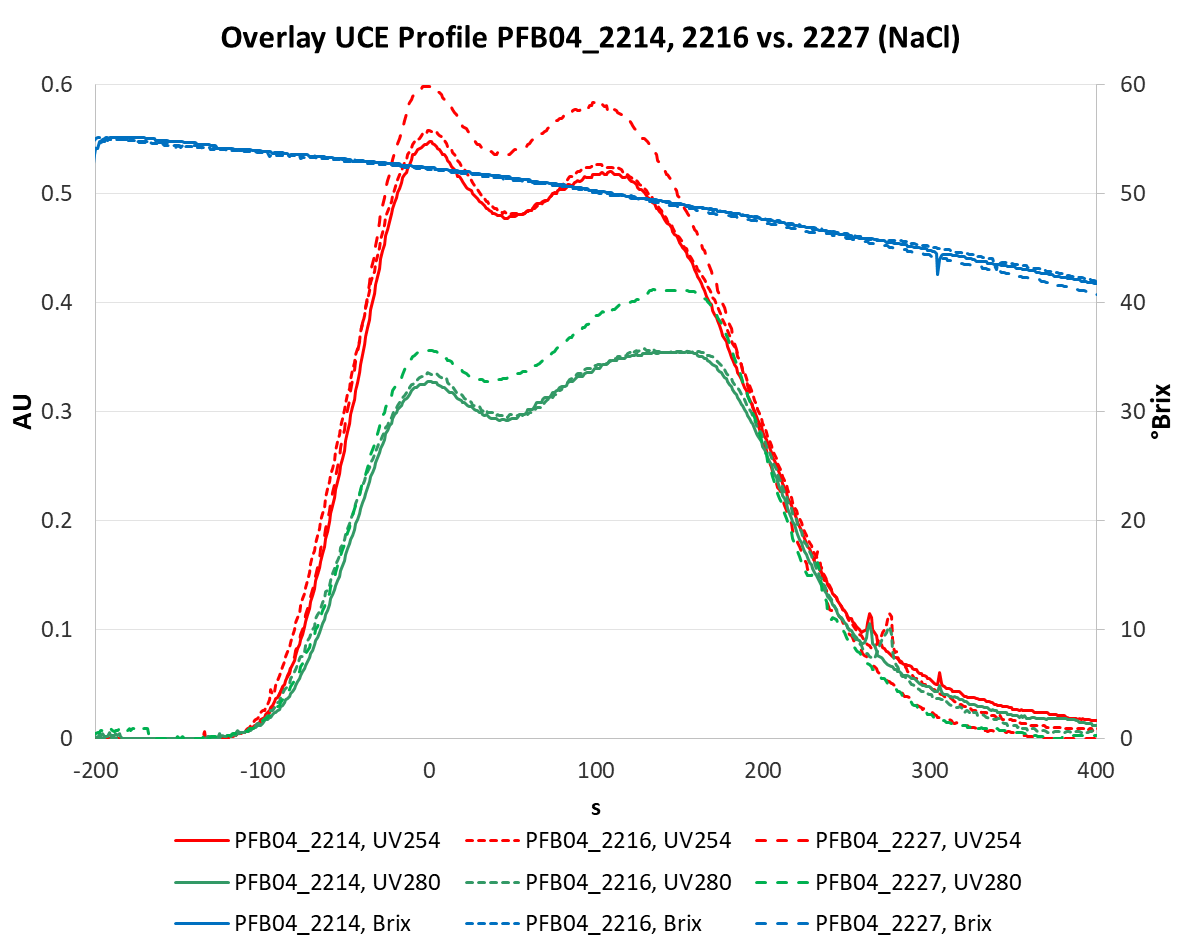 Overlay UCE Profile PFB04_2214, 2216 vs. 2227 (NaCl)
0.6
0.5
0.4
0.3
0.2
0.1
0
AU
60
50
40
30
20
10
0
°Brix
-200 -100 0 100 200 300 400
s
PFB04_2214, UV254 PFB04_2216, UV254 PFB04_2227, UV254
PFB04_2214, UV280 PFB04_2216, UV280 PFB04_2227, UV280
PFB04_2214, Brix PFB04_2216, Brix PFB04_2227, Brix